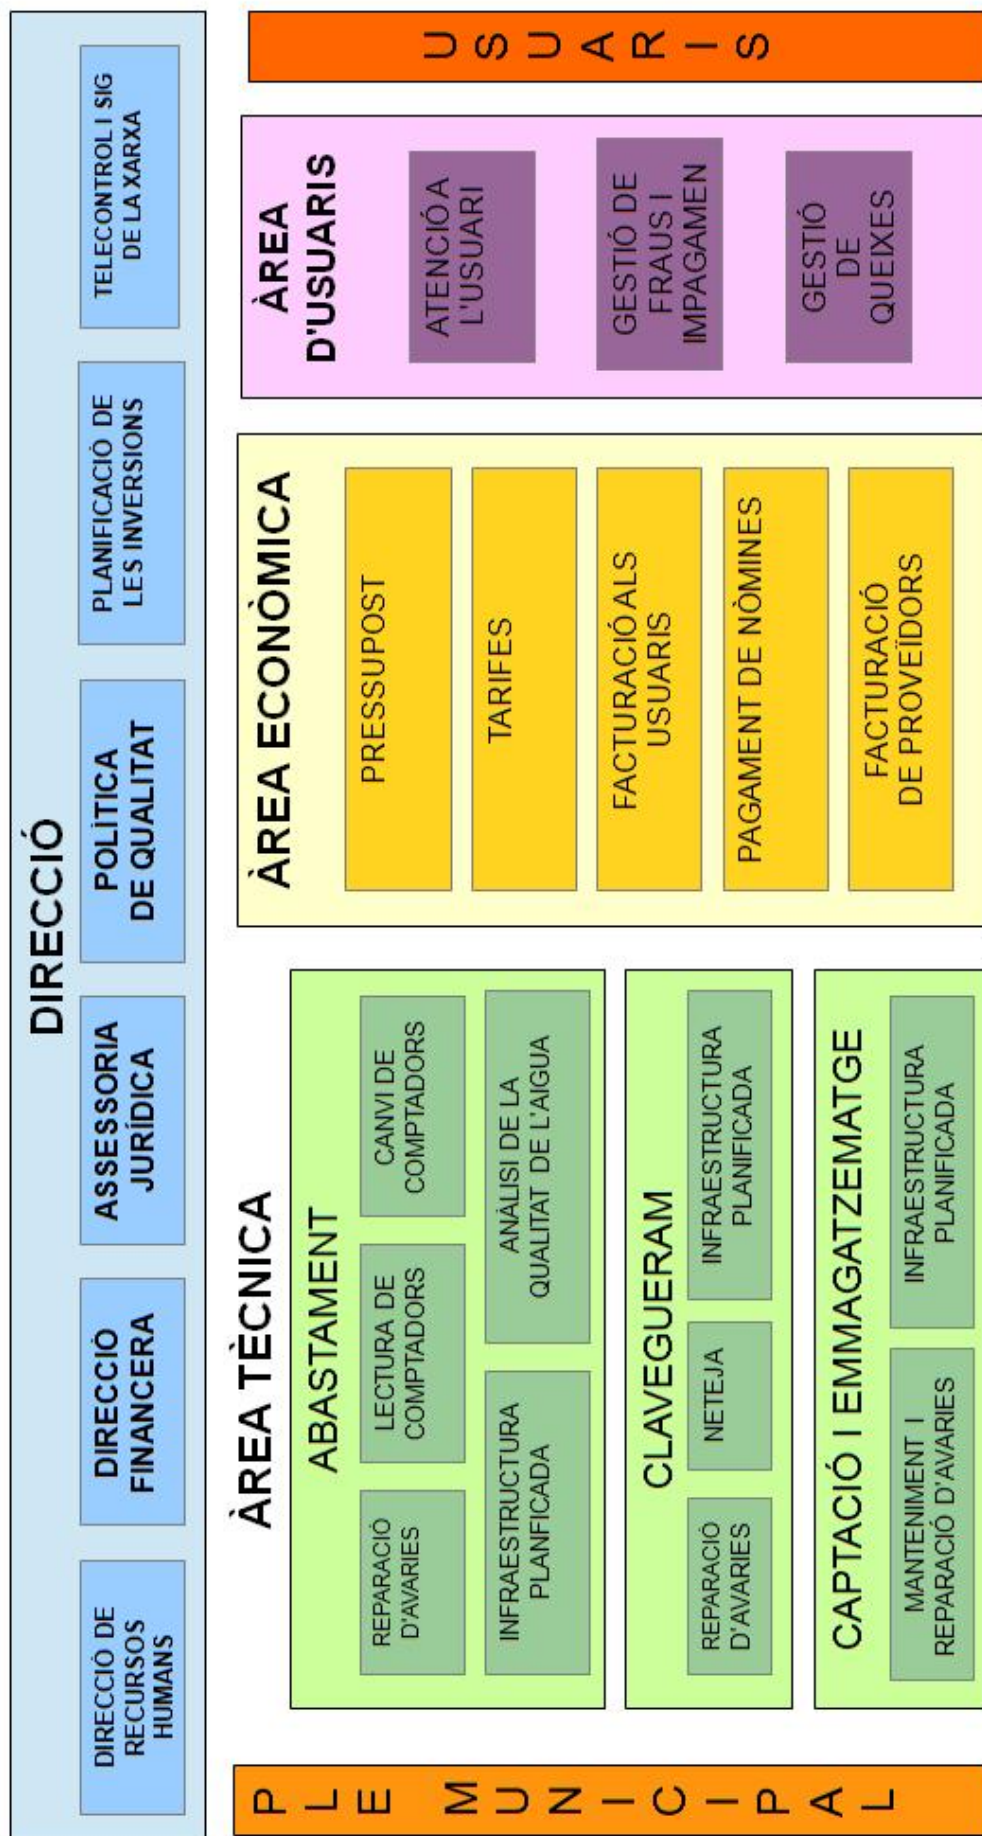 DIRECCIÓ
DIRECCIÓ DE
RECURSOS
HUMANS
DIRECCIÓ
FINANCERA
ASSESSORIA
JURÍDICA
POLÍTICA
DE QUALITAT
PLANIFICACIÓ DE
LES INVERSIONS
TELECONTROL I SIG
DE LA XARXA
PLE MUNICIPAL
ÀREA TÈCNICA
ABASTAMENT
REPARACIÓ
D'AVARIES
LECTURA DE
COMPTADORS
CANVI DE
COMPTADORS
INFRAESTRUCTURA
PLANFICADA
ANÀLISI DE LA
QUALITAT DE L'AIGUA
CLAVEGUERAM
REPARACIÓ
D'AVARIES
NETEJA
INFRAESTRUCTURA
PLANIFICADA
CAPTACIÓ I EMMAGATZEMATGE
MANTENIMENT I
REPARACIÓ D'AVARIES
INFRAESTRUCTURA
PLANIFICADA
ÀREA ECONÒMICA
PRESSUPOST
TARIFES
FACTURACIÓ ALS
USUARIS
PAGAMENT DE NÒMINES
FACTURACIÓ
DE PROVEÏDORS
ÀREA
D'USUARIS
ATENCIÓ A
L'USUARI
GESTIÓ DE
FRAUS I
IMPAGAMEN
GESTIÓ
DE
QUEIXES
USUARIS